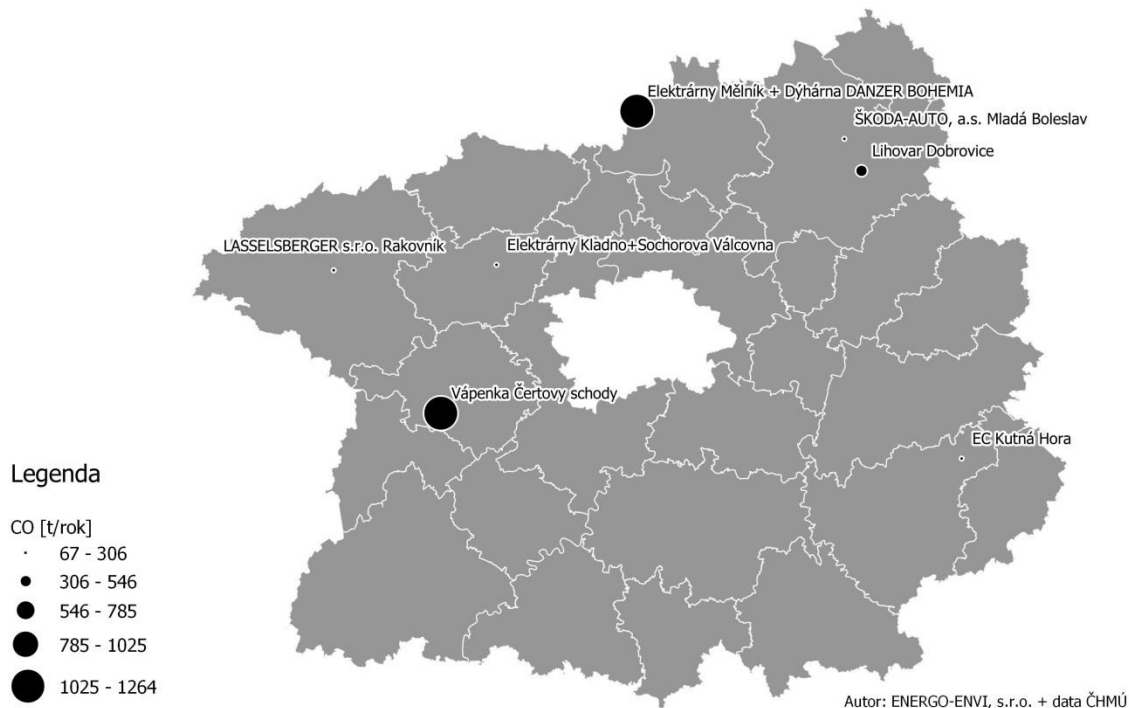 Elektrárny Mělník + Dýhárna DANZER BOHEMIA
ŠKODA-AUTO, a.s. Mladá Boleslav
Lihovar Dobrovice
LASSELSBERGER s.r.o. Rakovník
Elektrárny Kladno+Sochorova Válcovna
Vápenka Čertovy schody
EC Kutná Hora
Legenda
CO [t/rok]
67 - 306
306 - 546
546 - 785
785 - 1025
1025 - 1264
Autor: ENERGO-ENVI, s.r.o. + data ČHMÚ